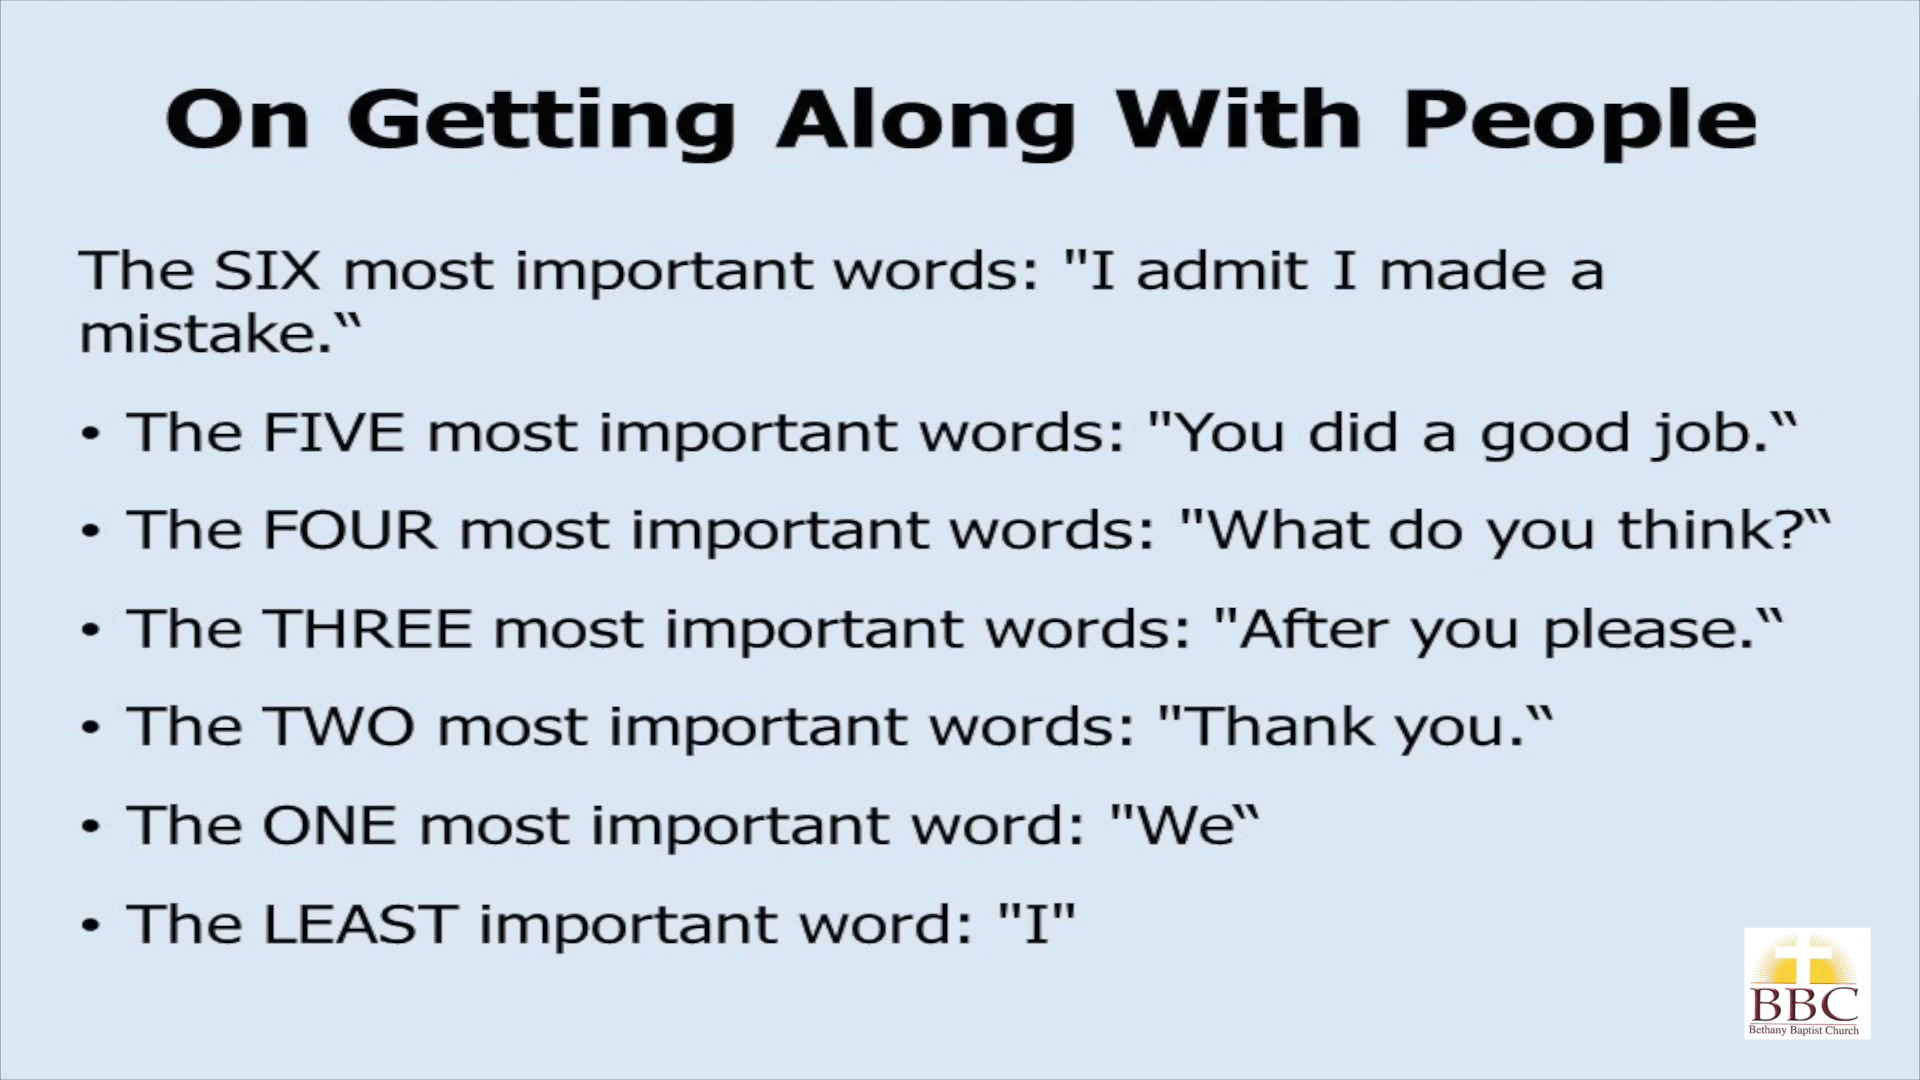 On Getting Along With People
The SIX most important words: "I admit I made a
mistake.“
• The FIVE most important words: "You did a good job.“
• The FOUR most important words: "What do you think?“
• The THREE most important words: "After you please.“
• The TWO most important words: "Thank you.“
• The ONE most important word: "We“
• The LEAST important word: "I"
BBC
Bethany Baptist Church